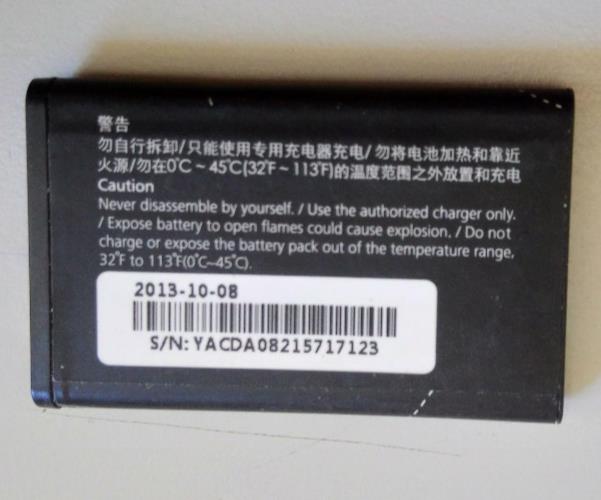 警告
勿自行拆卸/只能使用专用充电器充电/勿将电池加热和靠近
火源/勿在0℃~45℃(32℉~113℉)的温度范围之外放置和充电
Caution
Never disassemble by yourself. / Use the authorized charger only.
/ Expose battery to open flames could cause explosion. / Do not
charge or expose the battery pack out of the temperature range,
32℉ to 113℉(0℃~45℃).
2013-10-08
S/N: YACDA08215717123